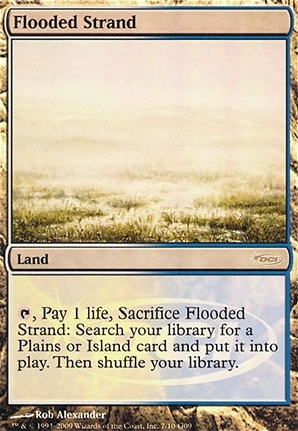 Flooded Strand
Land
DCI
, Pay 1 life, Sacrifice Flooded
Strand: Search your library for a
Plains or Island card and put it into
play. Then shuffle your library.
Rob Alexander
™ & © 1993–2009 Wizards of the Coast, Inc. 7/10 G09